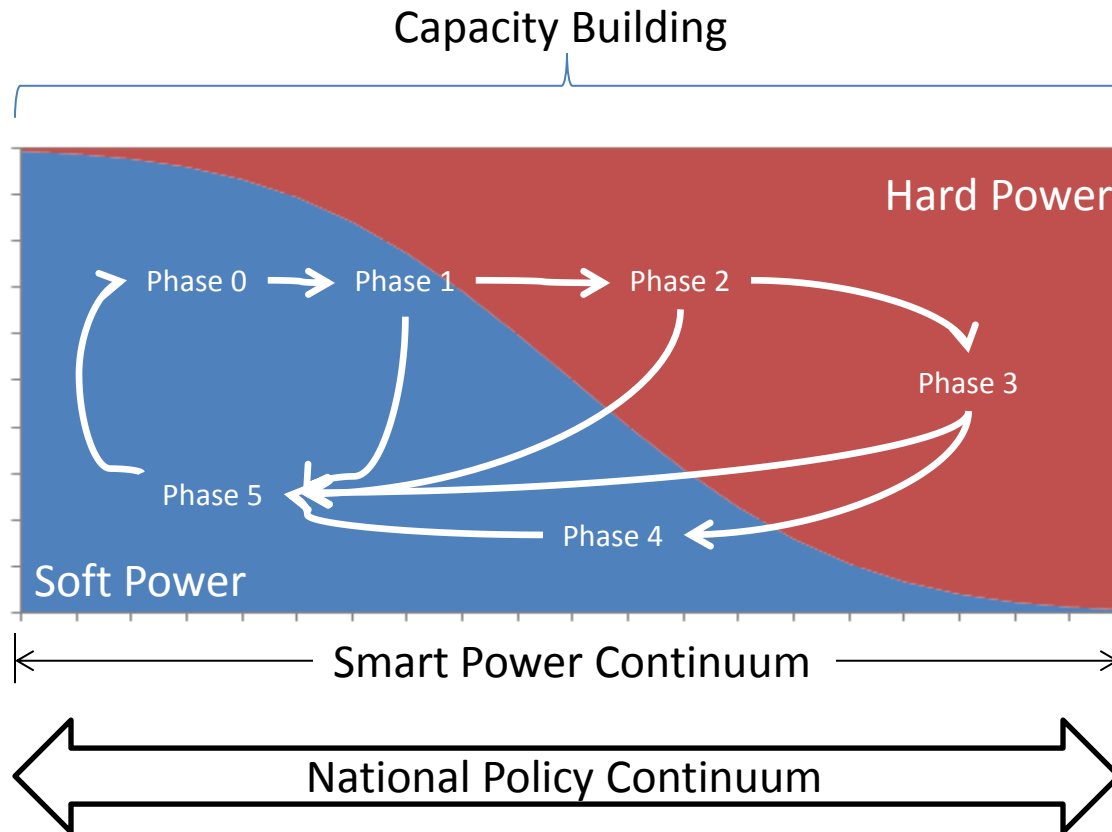 Capacity Building
Hard Power
Phase 0
Phase 1
Phase 2
Phase 3
Phase 5
Phase 4
Soft Power
Smart Power Continuum
National Policy Continuum